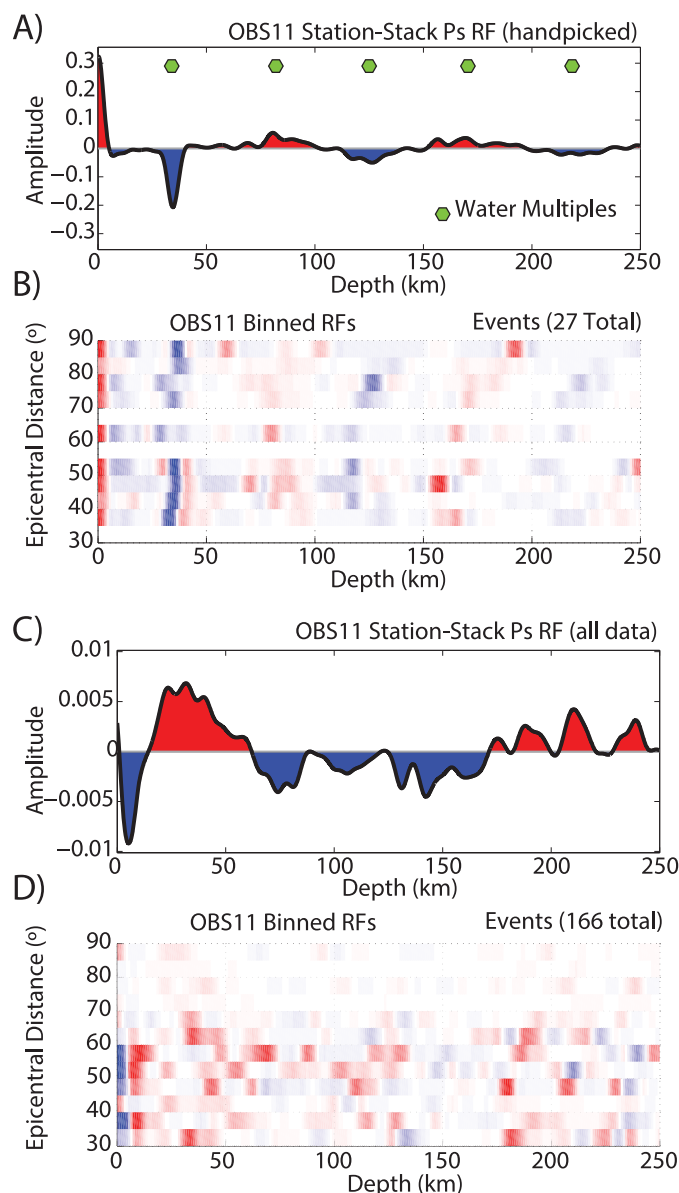 A)
OBS11 Station-Stack Ps RF (handpicked)
Amplitude
0.3
0.2
0.1
0
−0.1
−0.2
−0.3
Water Multiples
0 50 100 150 200 250
Depth (km)
B)
OBS11 Binned RFs Events (27 Total)
Epicentral Distance (º)
90
80
70
60
50
40
30
0 50 100 150 200 250
Depth (km)
C)
OBS11 Station-Stack Ps RF (all data)
Amplitude
0.01
0.005
0
−0.005
−0.01
0 50 100 150 200 250
Depth (km)
D)
OBS11 Binned RFs Events (166 total)
Epicentral Distance (º)
90
80
70
60
50
40
30
0 50 100 150 200 250
Depth (km)